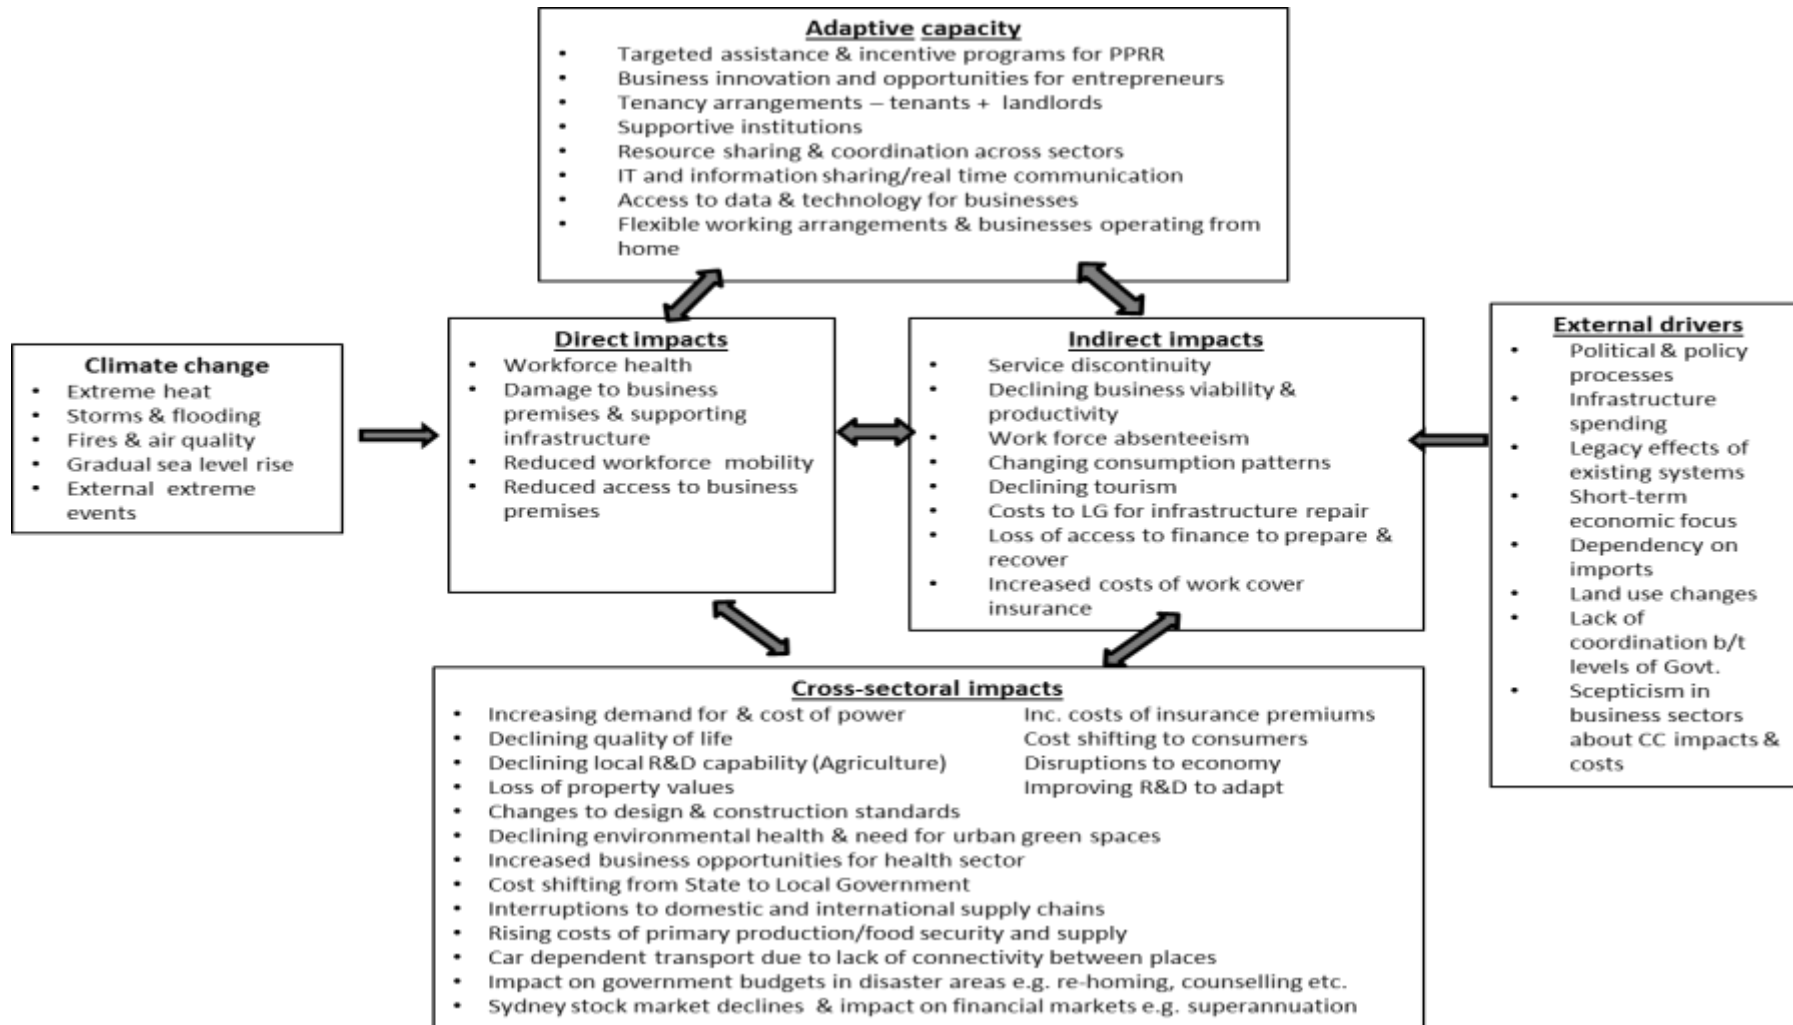 Adaptive capacity
• Targeted assistance & incentive programs for PPRR
• Business innovation and opportunities for entrepreneurs
• Tenancy arrangements – tenants + landlords
• Supportive institutions
• Resource sharing & coordination across sectors
• IT and information sharing/real time communication
• Access to data & technology for businesses
• Flexible working arrangements & businesses operating from
home
Climate change
• Extreme heat
• Storms & flooding
• Fires & air quality
• Gradual sea level rise
• External extreme
events
Direct impacts
• Workforce health
• Damage to business
premises & supporting
infrastructure
• Reduced workforce mobility
• Reduced access to business
premises
Indirect impacts
• Service discontinuity
• Declining business viability &
productivity
• Work force absenteeism
• Changing consumption patterns
• Declining tourism
• Costs to LG for infrastructure repair
• Loss of access to finance to prepare &
recover
• Increased costs of work cover
insurance
External drivers
• Political & policy
processes
• Infrastructure
spending
• Legacy effects of
existing systems
• Short-term
economic focus
• Dependency on
imports
• Land use changes
• Lack of
coordination b/t
levels of Govt.
• Scepticism in
business sectors
about CC impacts &
costs
Cross-sectoral impacts
• Increasing demand for & cost of power Inc. costs of insurance premiums
• Declining quality of life Cost shifting to consumers
• Declining local R&D capability (Agriculture) Disruptions to economy
• Loss of property values Improving R&D to adapt
• Changes to design & construction standards
• Declining environmental health & need for urban green spaces
• Increased business opportunities for health sector
• Cost shifting from State to Local Government
• Interruptions to domestic and international supply chains
• Rising costs of primary production/food security and supply
• Car dependent transport due to lack of connectivity between places
• Impact on government budgets in disaster areas e.g. re-homing, counselling etc.
• Sydney stock market declines & impact on financial markets e.g. superannuation